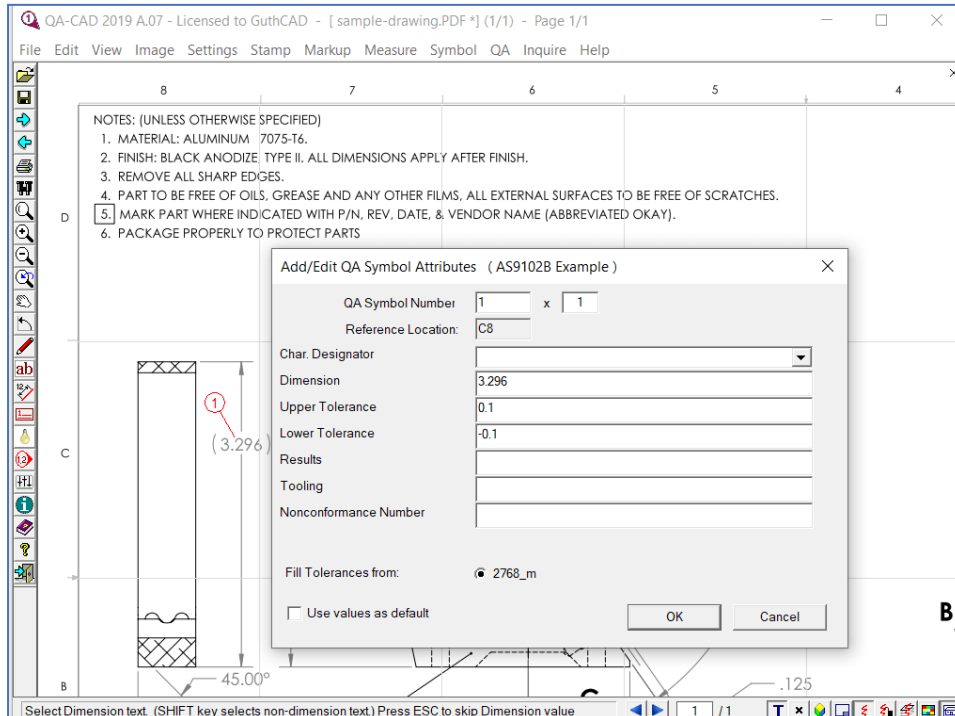 QA-CAD 2019 A.07 - Licensed to GuthCAD - [ sample-drawing.PDF *] (1/1) - Page 1/1
File Edit View Image Settings Stamp Markup Measure Symbol QA Inquire Help
8 7 6 5 4
NOTES: (UNLESS OTHERWISE SPECIFIED)
1. MATERIAL: ALUMINUM 7075-T6.
2. FINISH: BLACK ANODIZE, TYPE II. ALL DIMENSIONS APPLY AFTER FINISH.
3. REMOVE ALL SHARP EDGES.
4. PART TO BE FREE OF OILS, GREASE AND ANY OTHER FILMS, ALL EXTERNAL SURFACES TO BE FREE OF SCRATCHES.
D
5. MARK PART WHERE INDICATED WITH P/N, REV, DATE, & VENDOR NAME (ABBREVIATED OKAY).
6. PACKAGE PROPERLY TO PROTECT PARTS
Add/Edit QA Symbol Attributes ( AS9102B Example )
QA Symbol Number 1 x 1
Reference Location: C8
Char. Designator
Dimension 3.296
Upper Tolerance 0.1
Lower Tolerance -0.1
Results
Tooling
Nonconformance Number
Fill Tolerances from: 2768_m
Use values as default
OK Cancel
ab
12
1
(3.296)
C
B
45.00°
B
.125
Select Dimension text. (SHIFT key selects non-dimension text.) Press ESC to skip Dimension value
1 /1
T